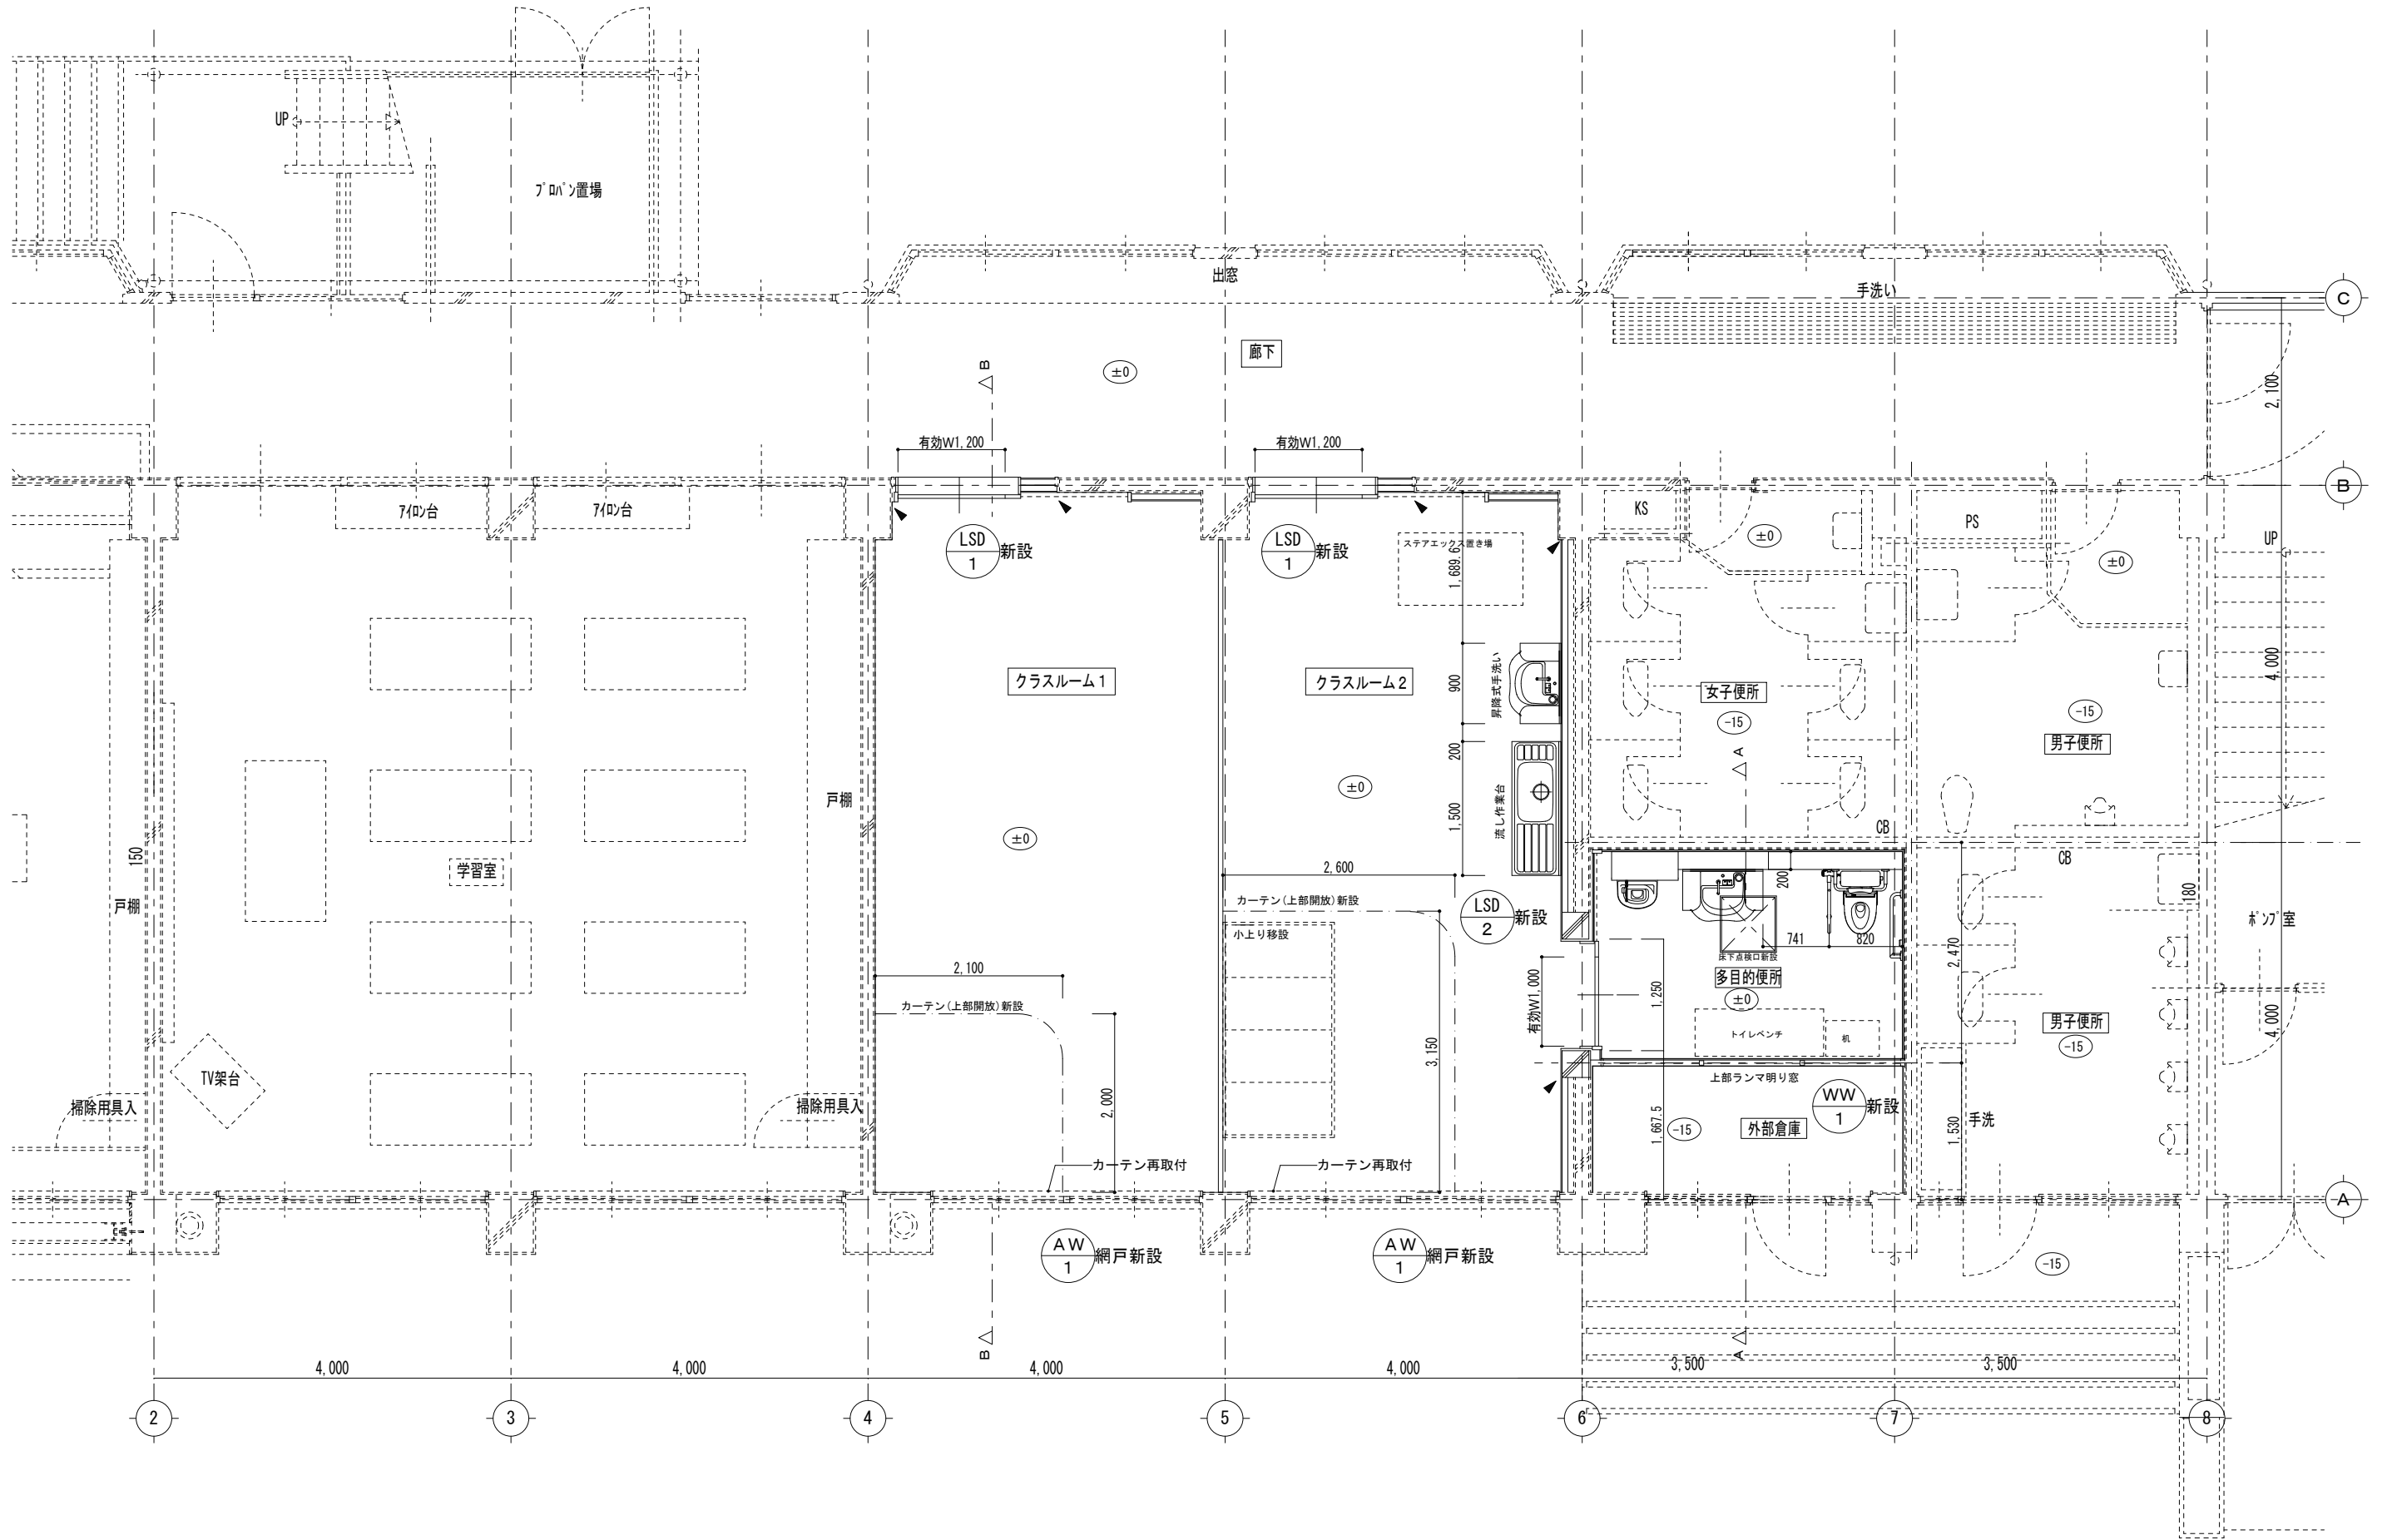 UP
プロパン置場
出窓
手洗い
C
廊下
±0
B
2,100
有効W1,200
有効W1,200
B
アイロン台
アイロン台
KS
PS
LSD
1
新設
LSD
1
新設
ステアエックス置き場
±0
±0
UP
1,689.6
クラスルーム1
クラスルーム2
昇降式手洗い
900
女子便所
-15
-15
男子便所
4,000
200
A
戸棚
±0
流し作業台
1,500
±0
CB
CB
150
学習室
戸棚
2,600
200
180
カーテン(上部開放)新設
LSD
2
新設
小上り移設
741
820
床下点検口新設
多目的便所
±0
2,470
ポンプ室
2,100
カーテン(上部開放)新設
有効W1,000
1,250
トイレベンチ
机
男子便所
-15
4,000
3,150
TV架台
上部ランマ明り窓
掃除用具入
掃除用具入
2,000
WW
1
新設
1,667.5
-15
外部倉庫
1,530
手洗
カーテン再取付
カーテン再取付
A
AW
1
網戸新設
AW
1
網戸新設
-15
B
A
4,000
4,000
4,000
4,000
3,500
3,500
2
3
4
5
6
7
8